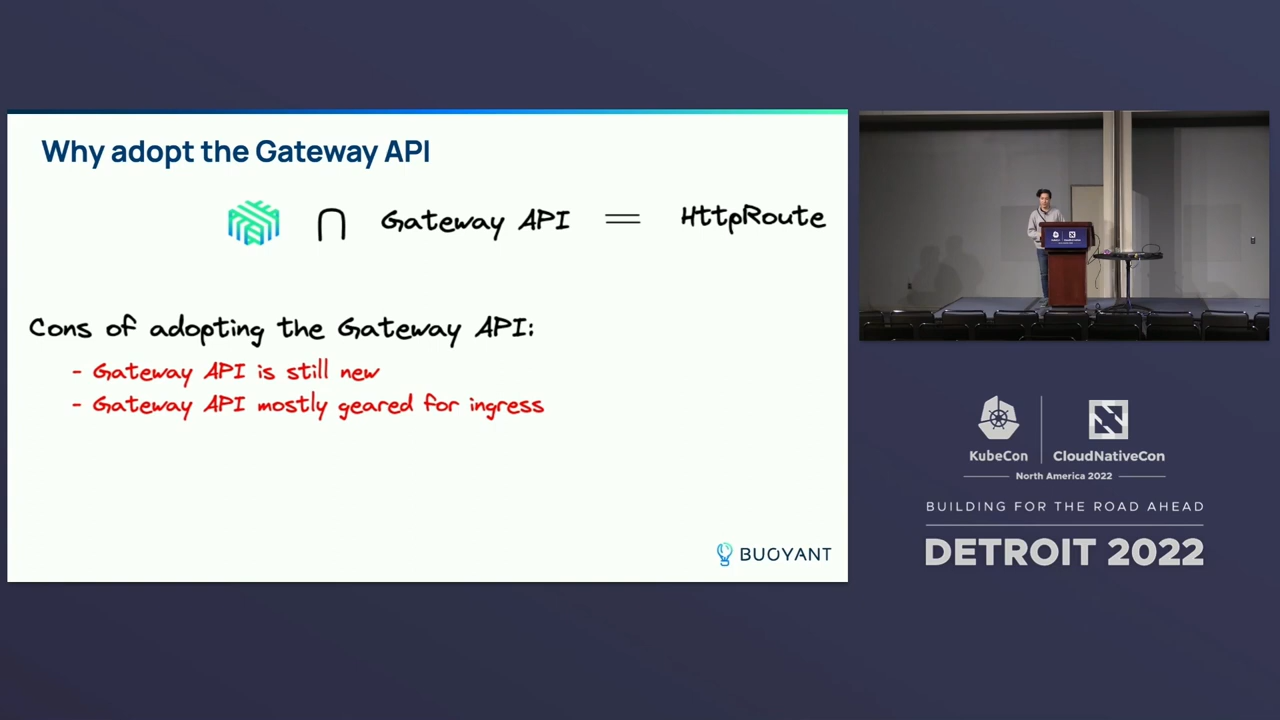 Why adopt the Gateway API
∩ Gateway API = HttpRoute
Cons of adopting the Gateway API:
- Gateway API is still new
- Gateway API mostly geared for ingress
BUOYANT
KubeCon
CloudNativeCon
North America 2022
BUILDING FOR THE ROAD AHEAD
DETROIT 2022